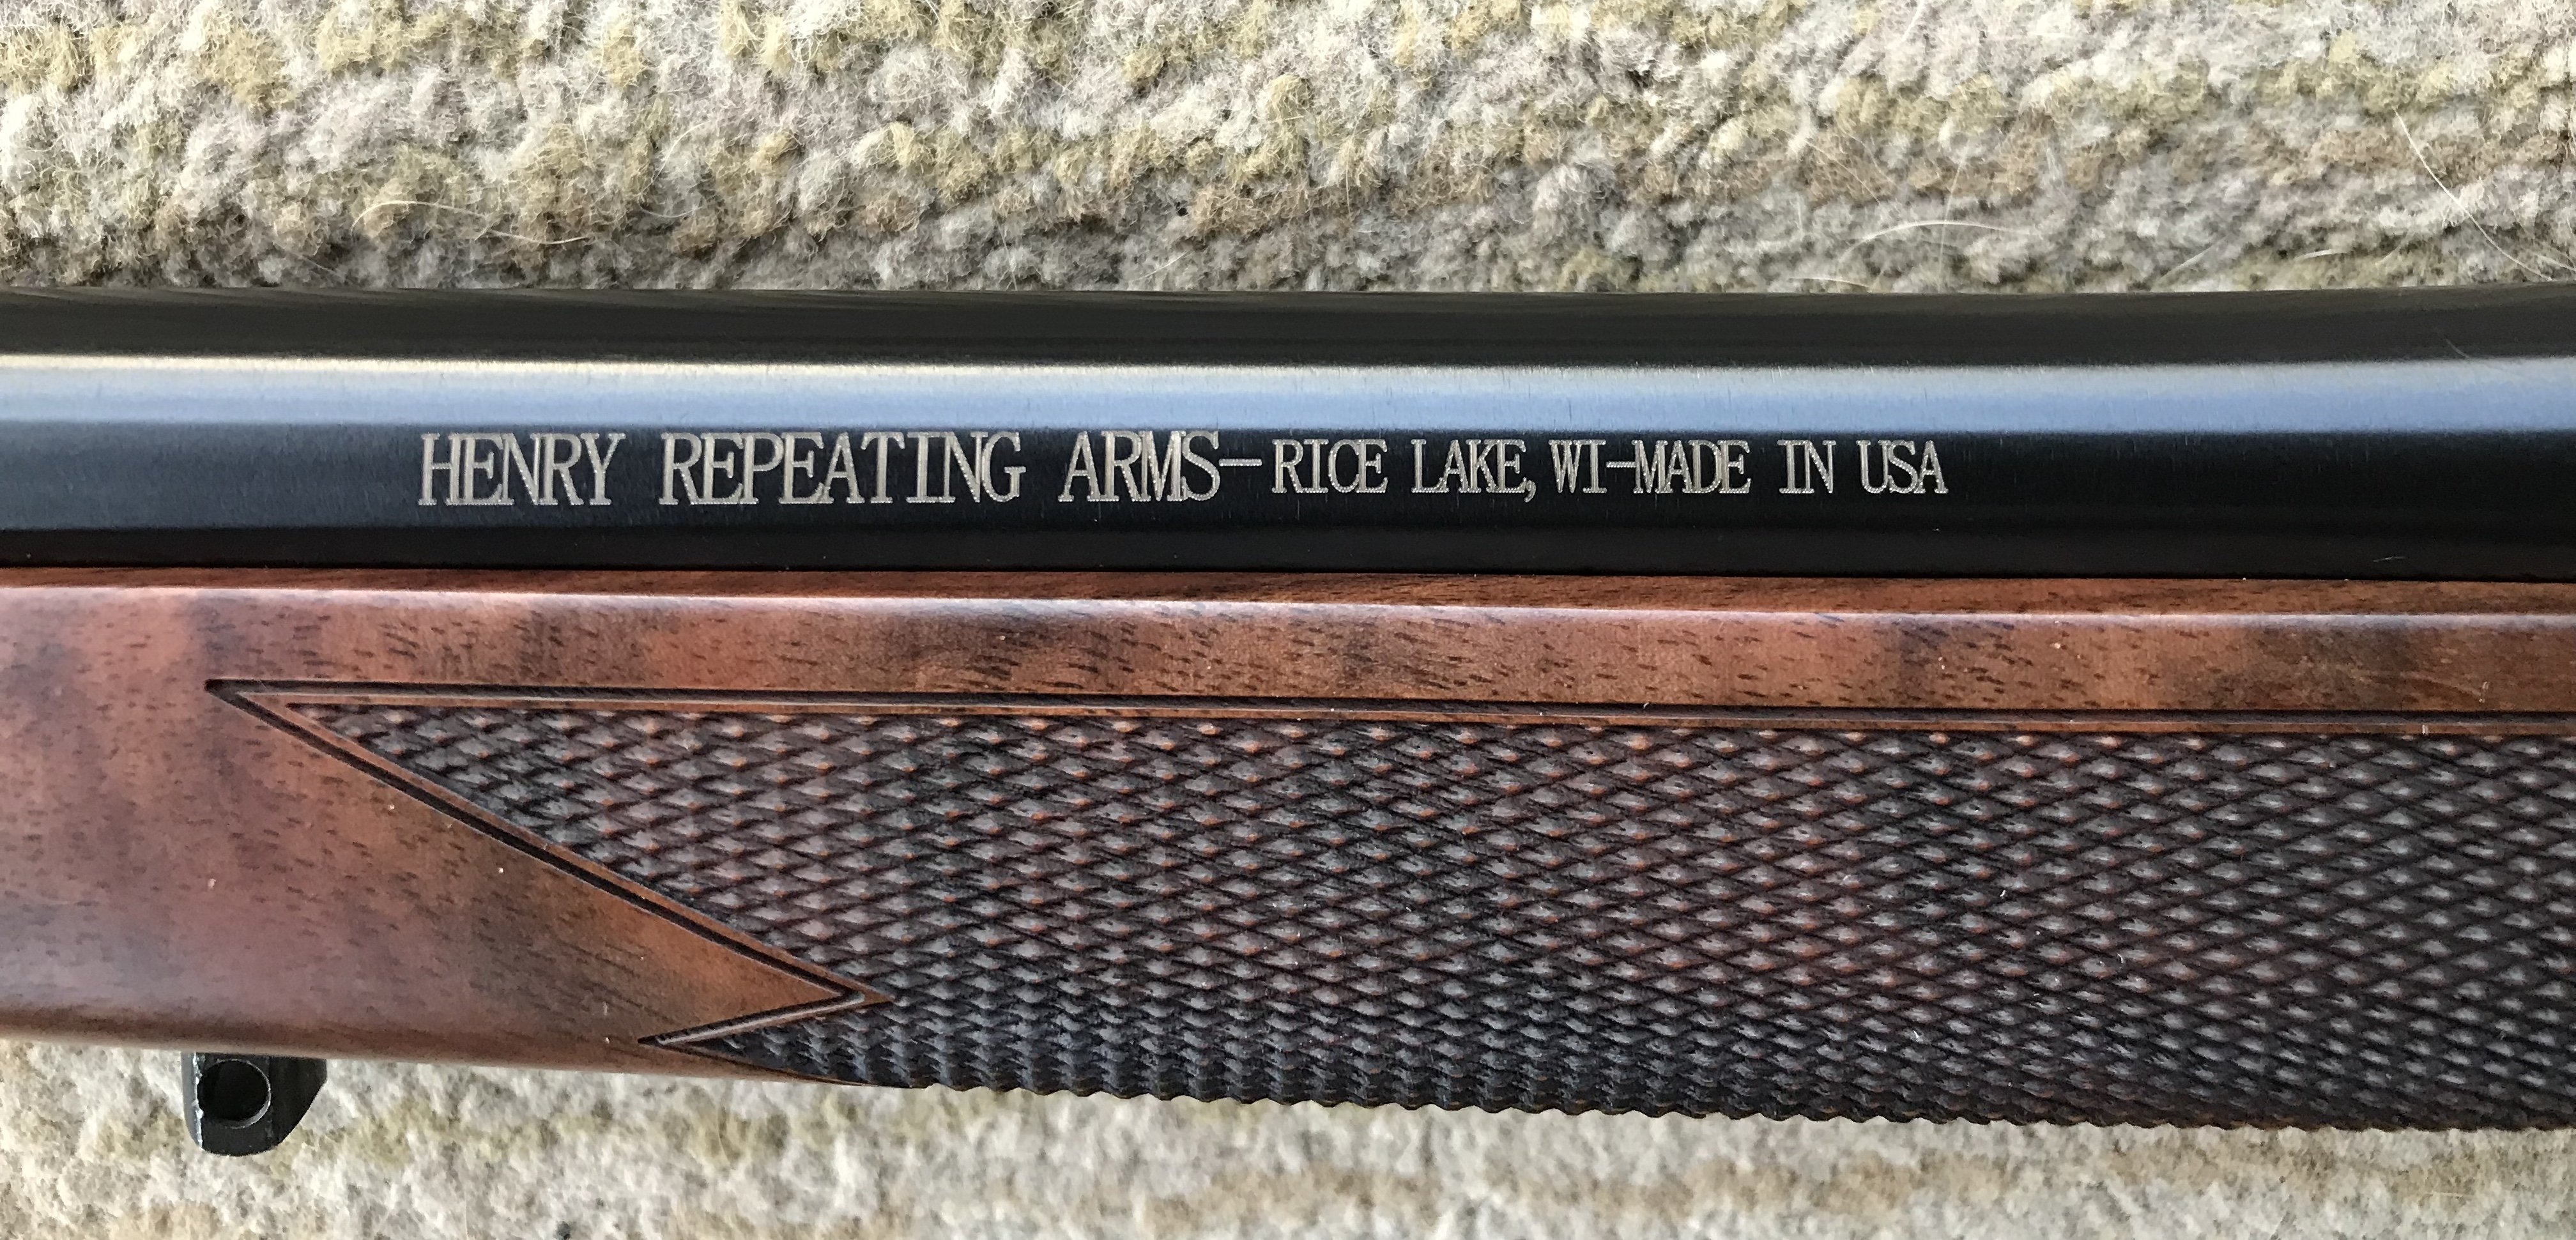 HENRY REPEATING ARMS-RICE LAKE, WI-MADE IN USA